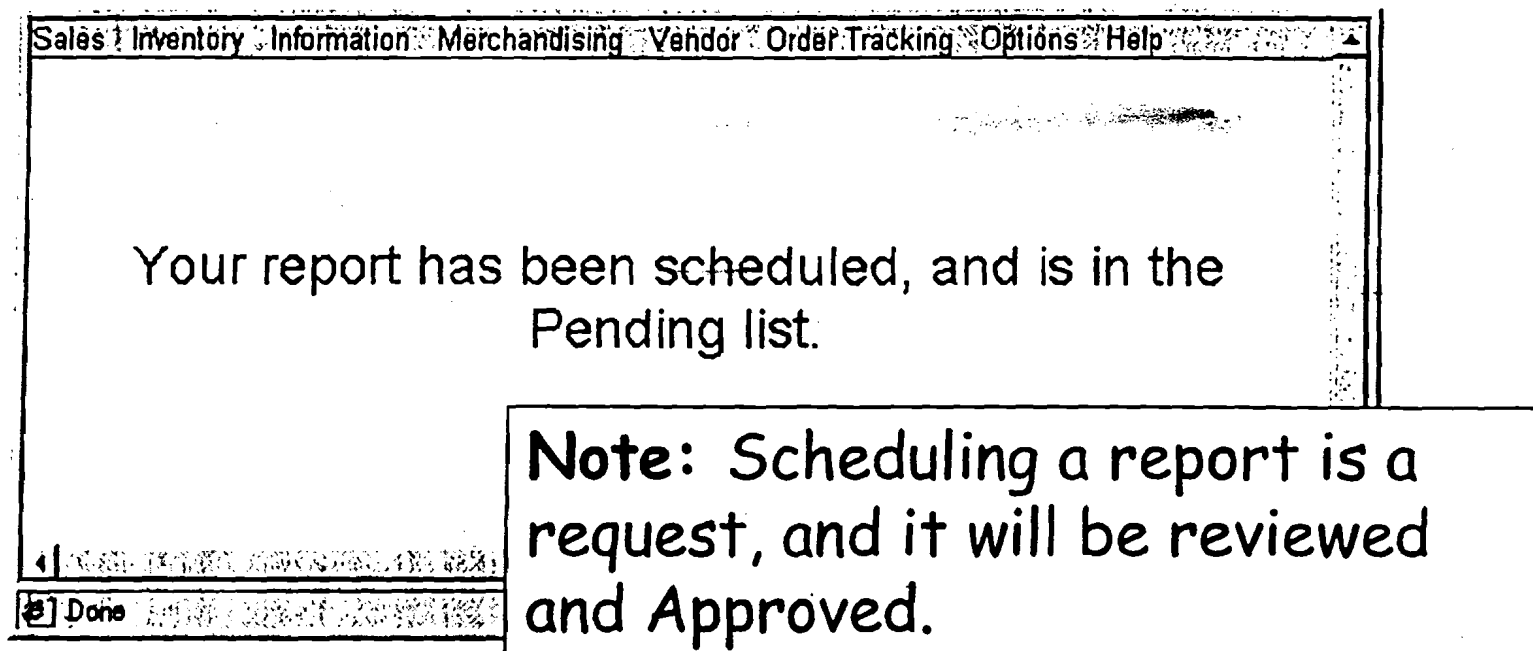 Sales Inventory Information Merchandising Vendor Order Tracking Options Help
Your report has been scheduled, and is in the
Pending list.
Note: Scheduling a report is a
request, and it will be reviewed
and Approved.
Done